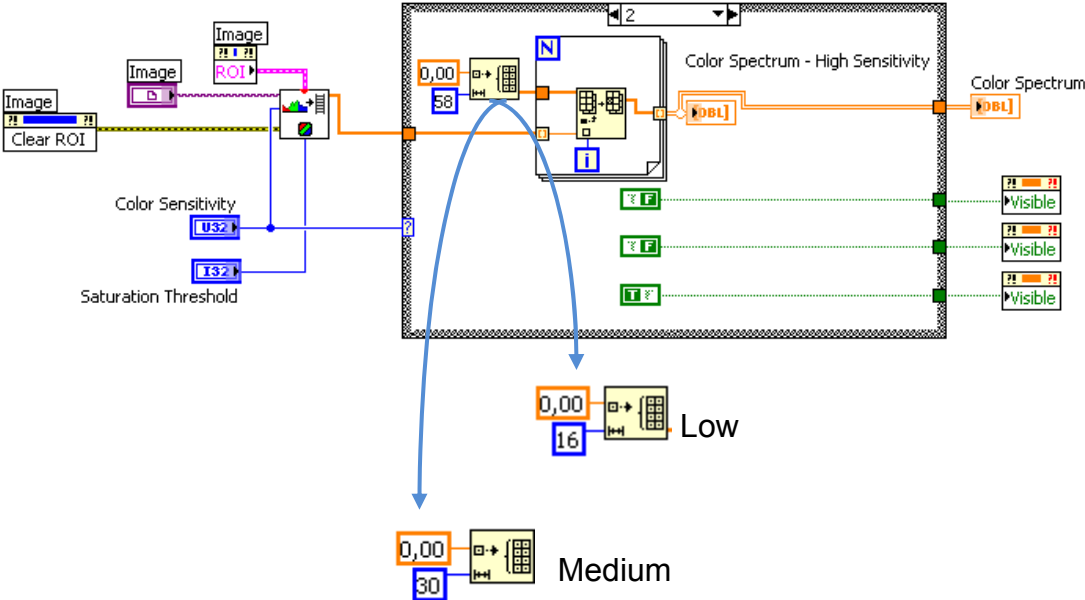 2
Image
?! I ?!
ROI
Image
Image
?! ?!
Clear ROI
0,00
58
N
i
Color Spectrum - High Sensitivity
DBL]
Color Spectrum
DBL]
Color Sensitivity
U32
?
I32
Saturation Threshold
F
?! ?!
Visible
F
?! ?!
Visible
T
?! ?!
Visible
0,00
16
Low
0,00
30
Medium